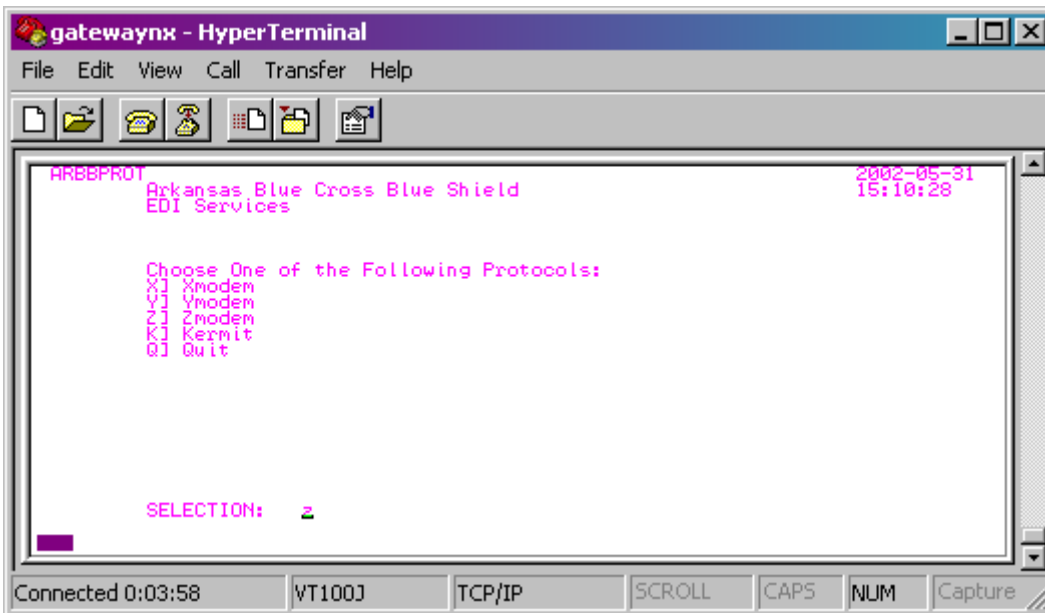 gatewaynx - HyperTerminal
File Edit View Call Transfer Help
ARBBPROT 2002-05-31
Arkansas Blue Cross Blue Shield 15:10:28
EDI Services
Choose One of the Following Protocols:
X] Xmodem
Y] Ymodem
Z] Zmodem
K] Kermit
Q] Quit
SELECTION: z
Connected 0:03:58 VT100J TCP/IP SCROLL CAPS NUM Capture